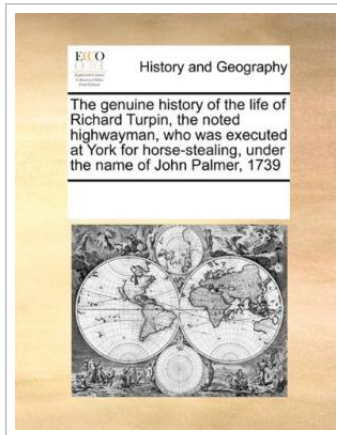 ECCO
History and Geography
The genuine history of the life of
Richard Turpin, the noted
highwayman, who was executed
at York for horse-stealing, under
the name of John Palmer, 1739